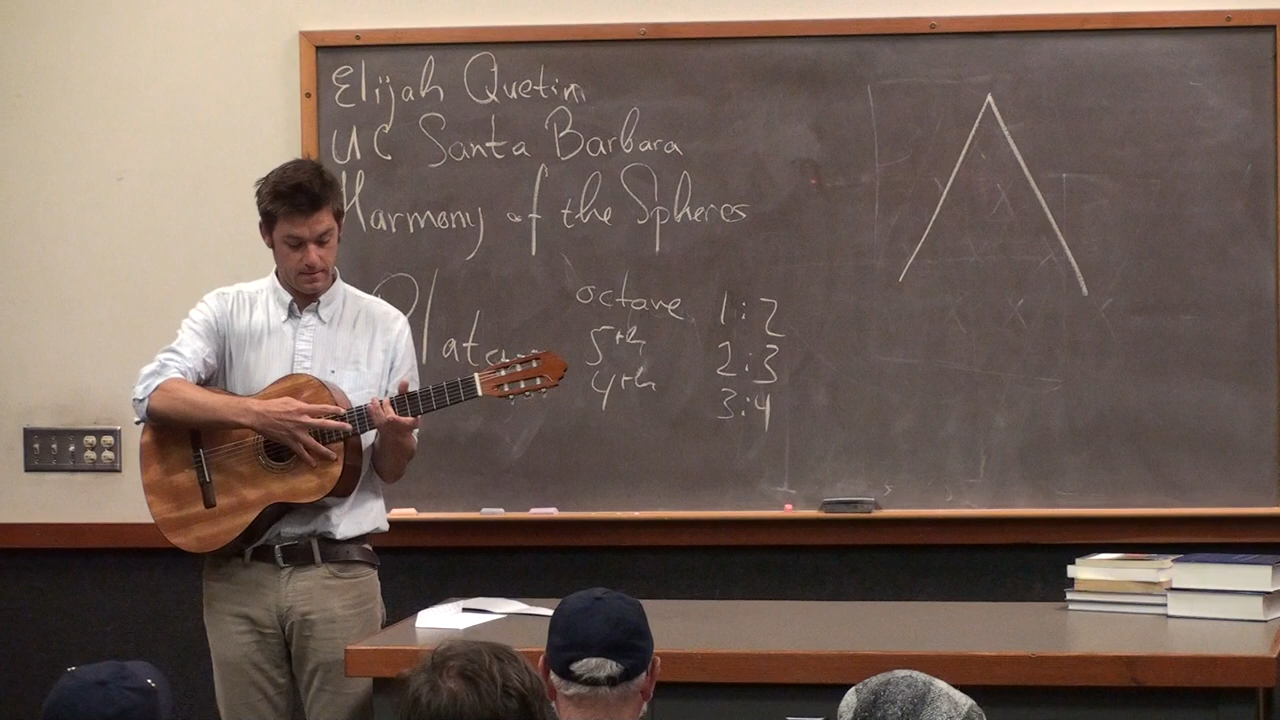 Elijah Quetin
UC Santa Barbara
Harmony of the Spheres
octave 1:2
5th 2:3
4th 3:4